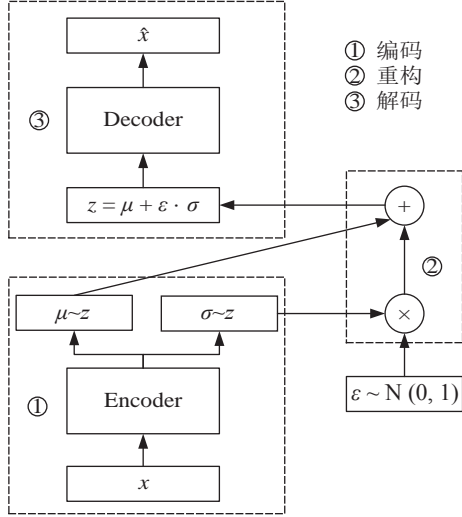 x̂
① 编码
② 重构
③ 解码
③
Decoder
z = μ + ε · σ
+
②
μ~z
σ~z
×
①
Encoder
ε ~ N (0, 1)
x